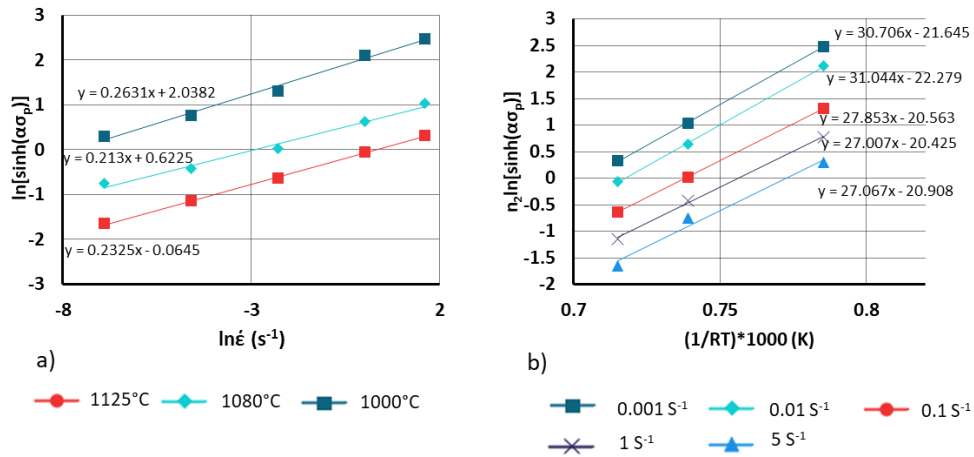 3
2
1
0
-1
-2
-3
-8
-3
2
ln[sinh(ασp)]
lnέ (s-1)
y = 0.2631x + 2.0382
y = 0.213x + 0.6225
y = 0.2325x - 0.0645
a)
1125°C
1080°C
1000°C
3
2.5
2
1.5
1
0.5
0
-0.5
-1
-1.5
-2
0.7
0.75
0.8
n2ln[sinh(ασp)]
(1/RT)*1000 (K)
y = 30.706x - 21.645
y = 31.044x - 22.279
y = 27.853x - 20.563
y = 27.007x - 20.425
y = 27.067x - 20.908
b)
0.001 S-1
0.01 S-1
0.1 S-1
1 S-1
5 S-1